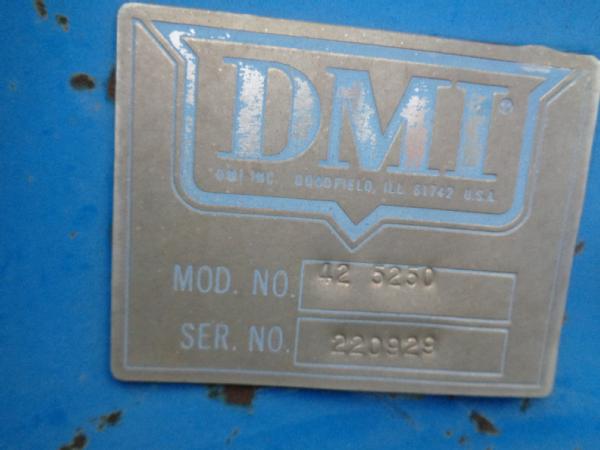 DMI®
DMI INC. GOODFIELD, ILL 61742 U.S.A.
MOD. NO. 42 5250
SER. NO. 220929